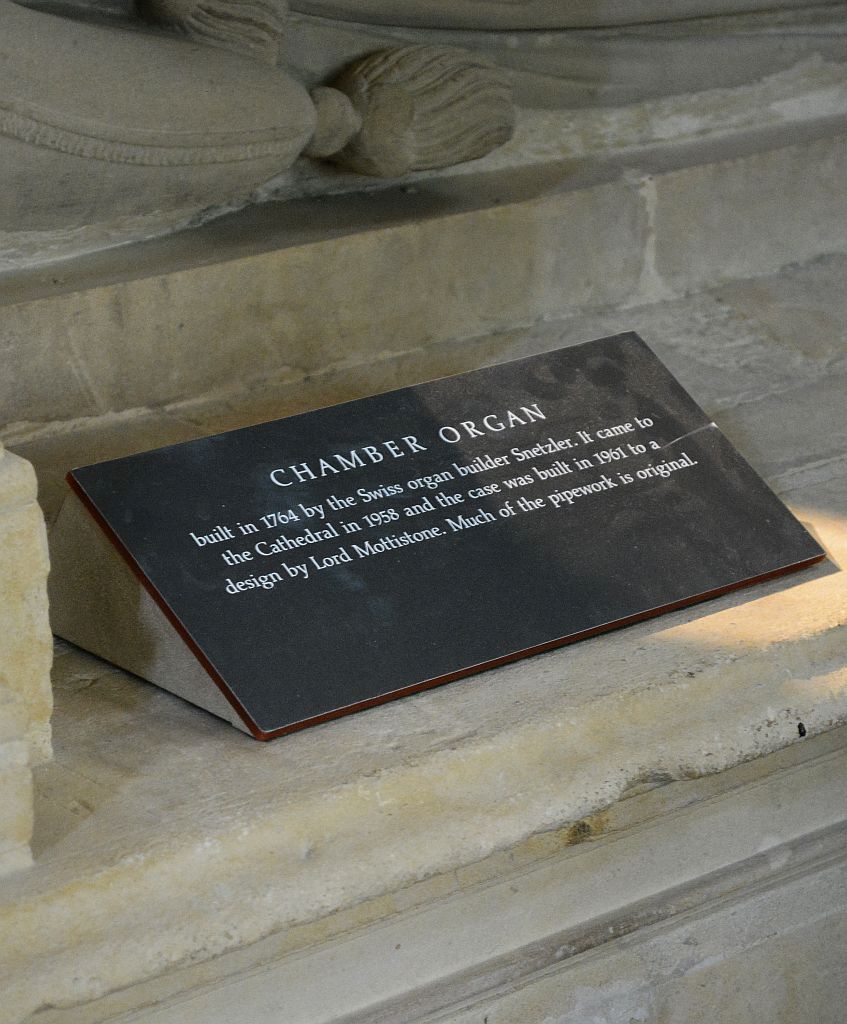 CHAMBER ORGAN
built in 1764 by the Swiss organ builder Snetzler. It came to
the Cathedral in 1958 and the case was built in 1961 to a
design by Lord Mottistone. Much of the pipework is original.